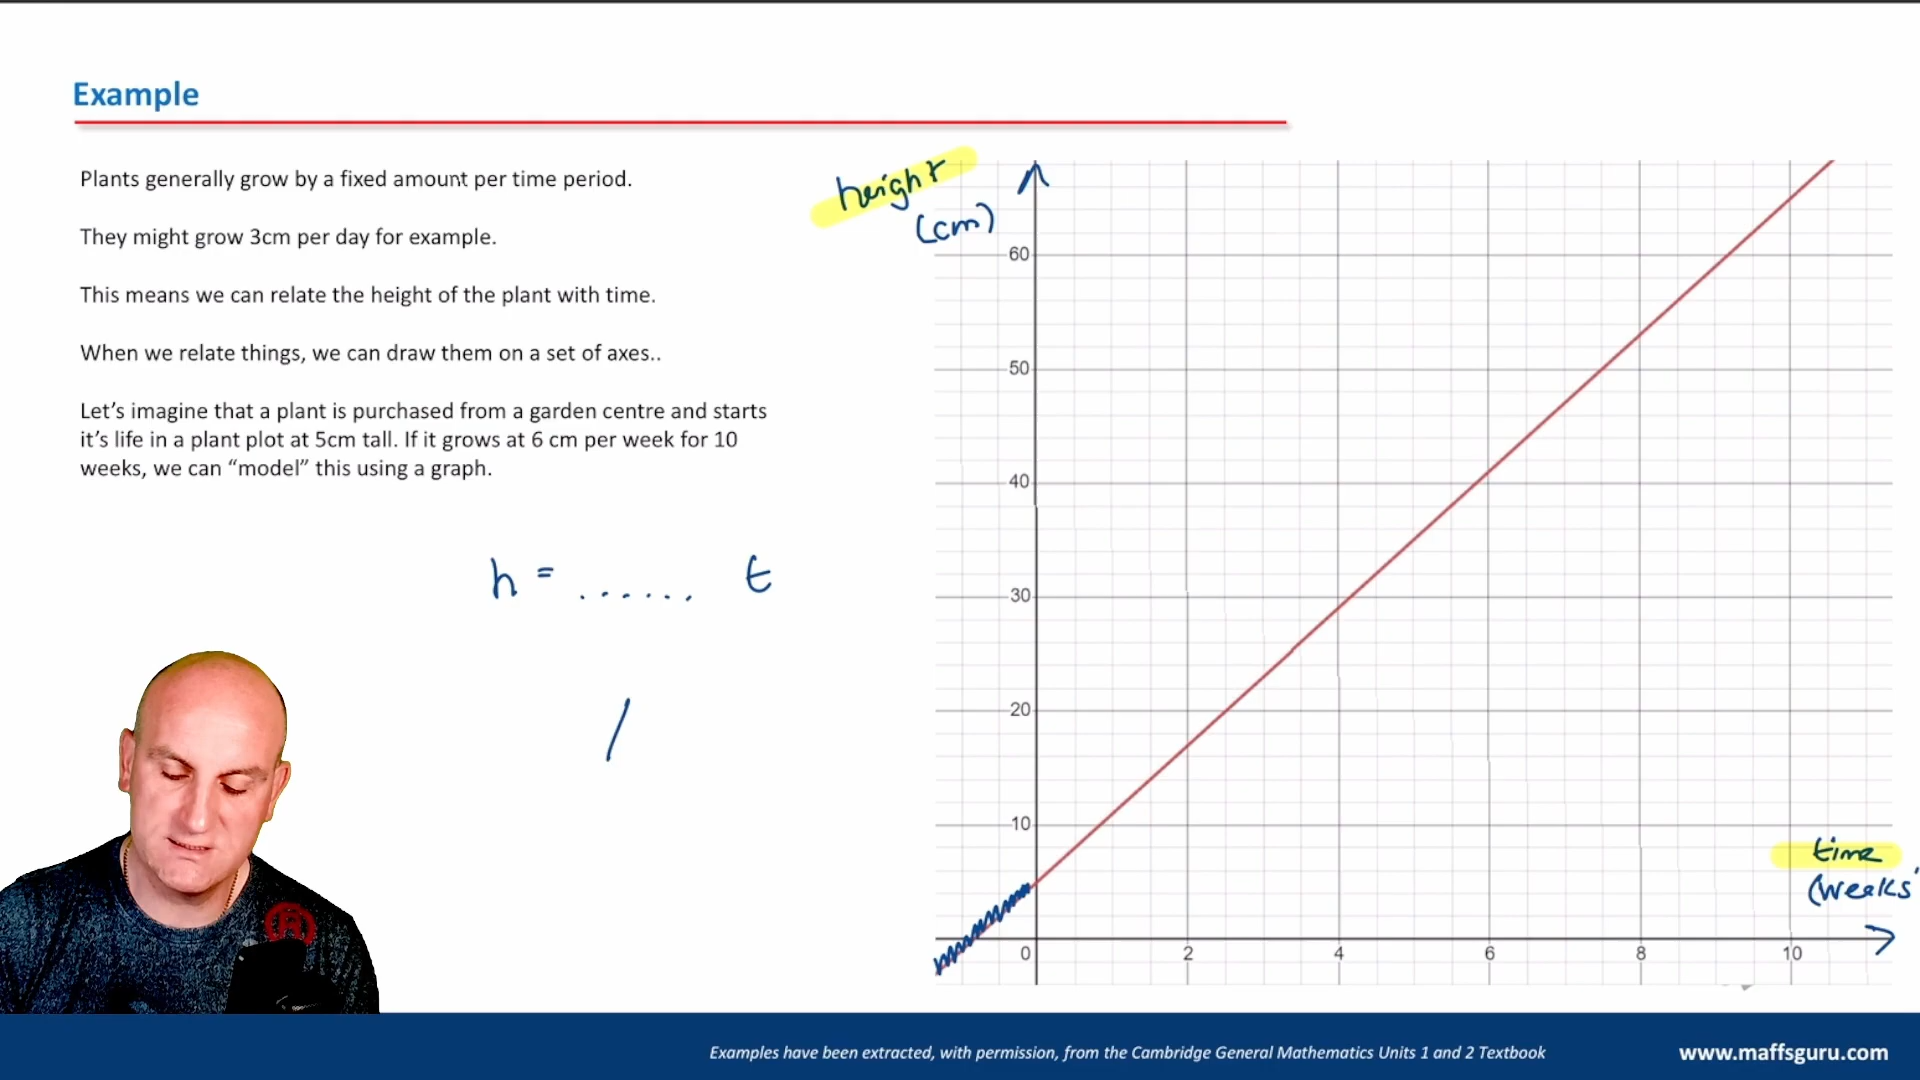 Example
Plants generally grow by a fixed amount per time period.
They might grow 3cm per day for example.
This means we can relate the height of the plant with time.
When we relate things, we can draw them on a set of axes..
Let’s imagine that a plant is purchased from a garden centre and starts
it’s life in a plant plot at 5cm tall. If it grows at 6 cm per week for 10
weeks, we can “model” this using a graph.
h = ...... t
height
(cm)
60
50
40
30
20
10
time
(weeks)
0 2 4 6 8 10
R
Examples have been extracted, with permission, from the Cambridge General Mathematics Units 1 and 2 Textbook
www.maffsguru.com